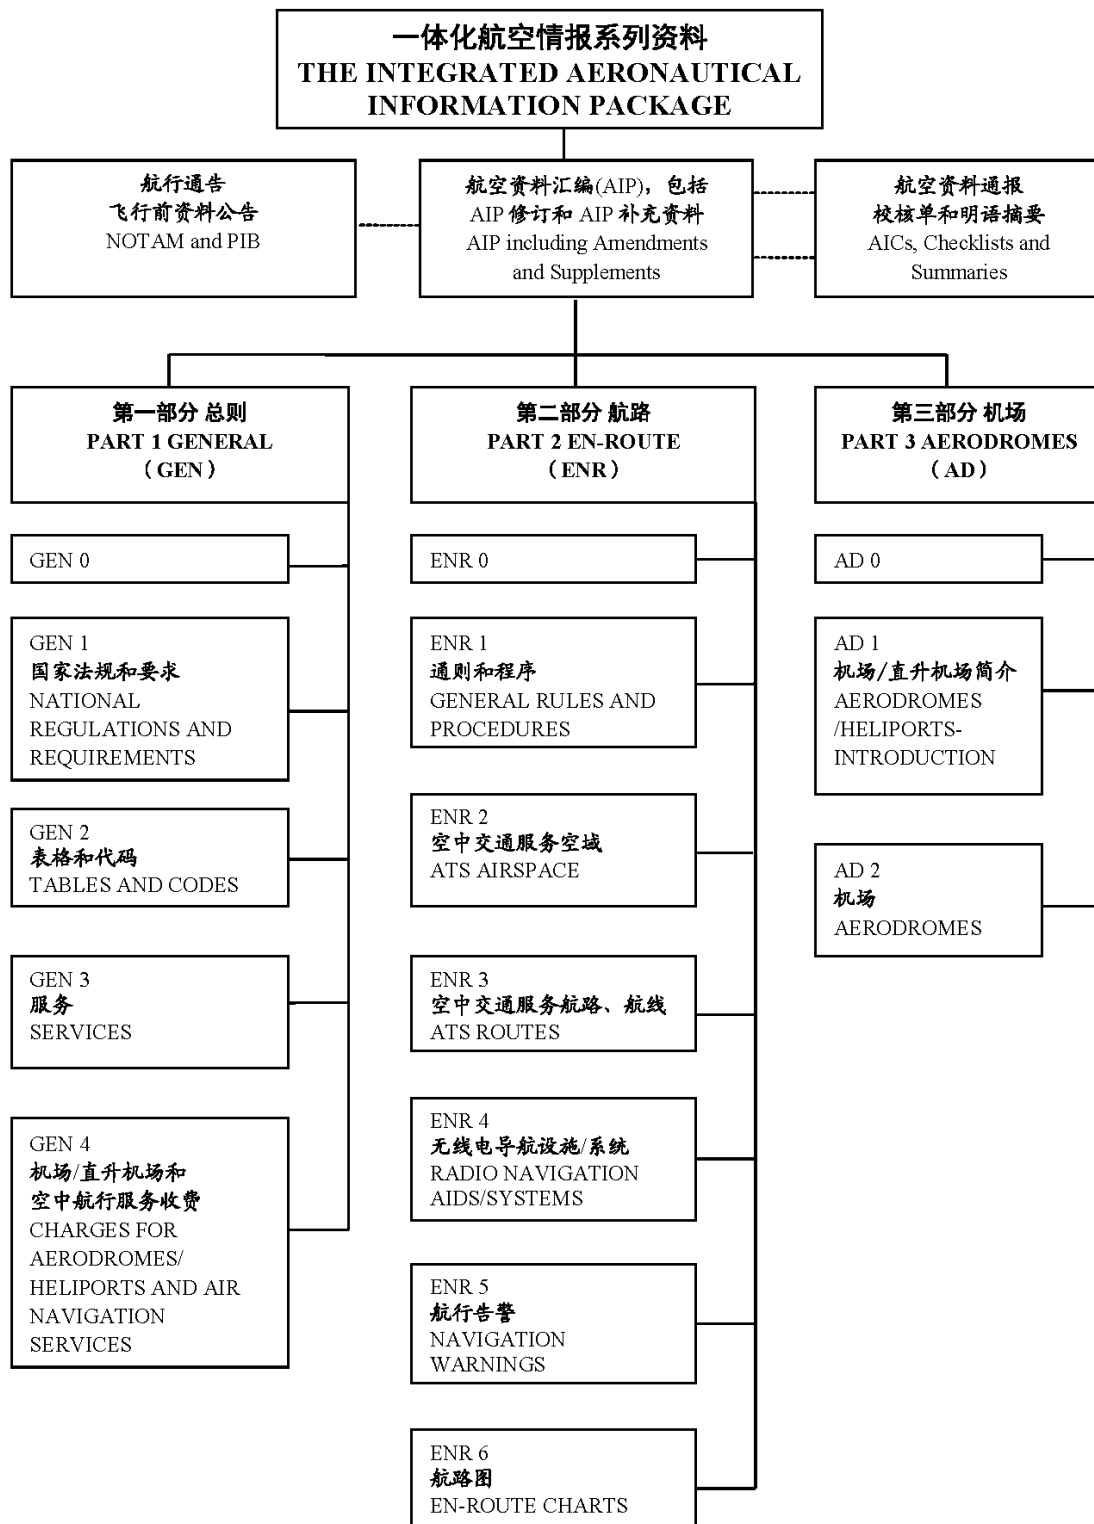 一体化航空情报系列资料
THE INTEGRATED AERONAUTICAL
INFORMATION PACKAGE
航行通告
飞行前资料公告
NOTAM and PIB
航空资料汇编(AIP)，包括
AIP 修订和 AIP 补充资料
AIP including Amendments
and Supplements
航空资料通报
校核单和明语摘要
AICs, Checklists and
Summaries
第一部分 总则
PART 1 GENERAL
（GEN）
GEN 0
GEN 1
国家法规和要求
NATIONAL
REGULATIONS AND
REQUIREMENTS
GEN 2
表格和代码
TABLES AND CODES
GEN 3
服务
SERVICES
GEN 4
机场/直升机场和
空中航行服务收费
CHARGES FOR
AERODROMES/
HELIPORTS AND AIR
NAVIGATION
SERVICES
第二部分 航路
PART 2 EN-ROUTE
（ENR）
ENR 0
ENR 1
通则和程序
GENERAL RULES AND
PROCEDURES
ENR 2
空中交通服务空域
ATS AIRSPACE
ENR 3
空中交通服务航路、航线
ATS ROUTES
ENR 4
无线电导航设施/系统
RADIO NAVIGATION
AIDS/SYSTEMS
ENR 5
航行告警
NAVIGATION
WARNINGS
ENR 6
航路图
EN-ROUTE CHARTS
第三部分 机场
PART 3 AERODROMES
（AD）
AD 0
AD 1
机场/直升机场简介
AERODROMES
/HELIPORTS-
INTRODUCTION
AD 2
机场
AERODROMES